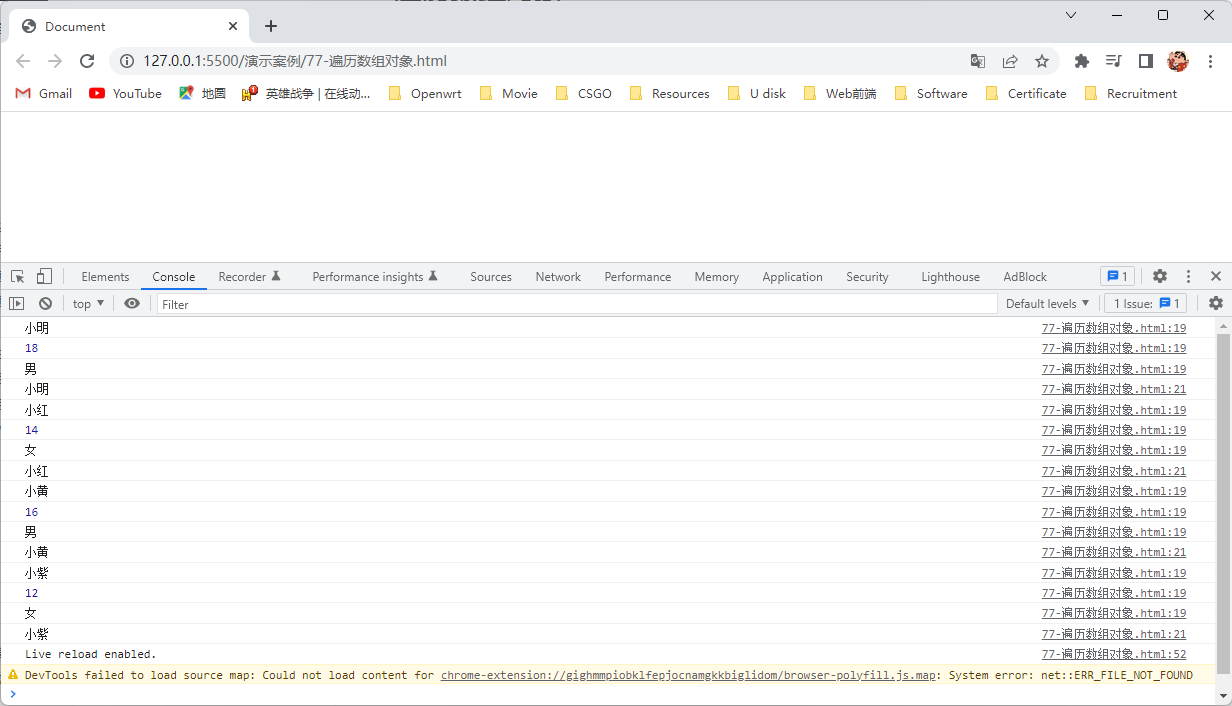 Document
127.0.0.1:5500/演示案例/77-遍历数组对象.html
Gmail YouTube 地图 英雄战争 | 在线动... Openwrt Movie CSGO Resources U disk Web前端 Software Certificate Recruitment
Elements Console Recorder Performance insights Sources Network Performance Memory Application Security Lighthouse AdBlock 1
top Filter Default levels 1 Issue: 1
小明 77-遍历数组对象.html:19
18 77-遍历数组对象.html:19
男 77-遍历数组对象.html:19
小明 77-遍历数组对象.html:21
小红 77-遍历数组对象.html:19
14 77-遍历数组对象.html:19
女 77-遍历数组对象.html:19
小红 77-遍历数组对象.html:21
小黄 77-遍历数组对象.html:19
16 77-遍历数组对象.html:19
男 77-遍历数组对象.html:19
小黄 77-遍历数组对象.html:21
小紫 77-遍历数组对象.html:19
12 77-遍历数组对象.html:19
女 77-遍历数组对象.html:19
小紫 77-遍历数组对象.html:21
Live reload enabled. 77-遍历数组对象.html:52
DevTools failed to load source map: Could not load content for chrome-extension://gighmmpiobklfepjocnamgkkbiglidom/browser-polyfill.js.map: System error: net::ERR_FILE_NOT_FOUND